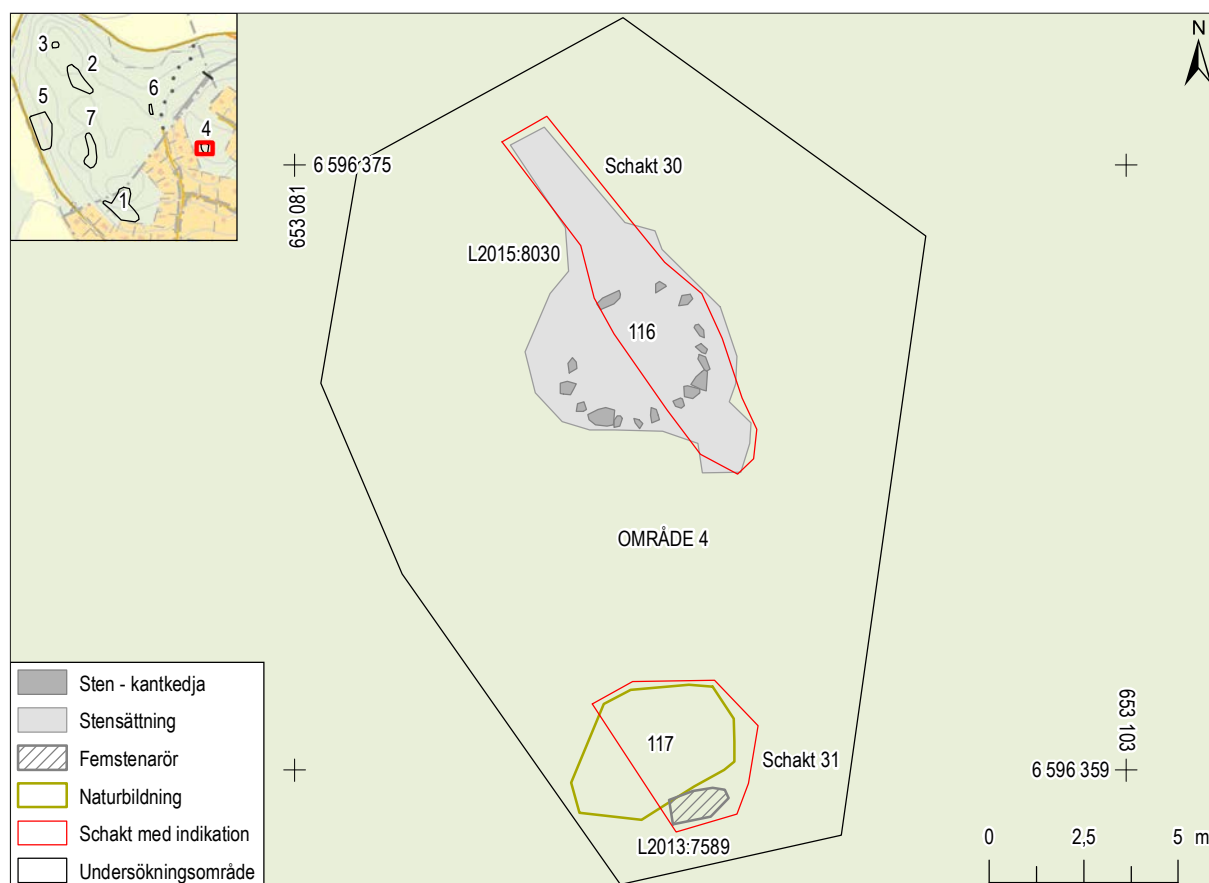 3
2
5
6
7
4
1
N
6 596 375
653 081
Schakt 30
L2015:8030
116
OMRÅDE 4
117
Schakt 31
653 103
6 596 359
L2013:7589
Sten - kantkedja
Stensättning
Femstenarör
Naturbildning
Schakt med indikation
Undersökningsområde
0 2,5 5 m